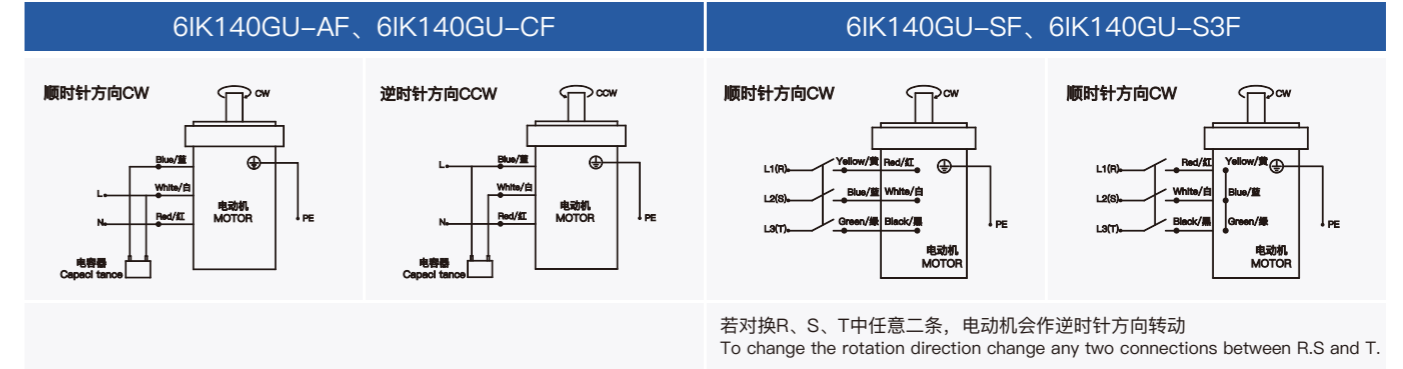 6IK140GU-AF、6IK140GU-CF
6IK140GU-SF、6IK140GU-S3F
顺时针方向CW
CW
Blue/蓝
White/白
L
Red/紅
N
电动机
MOTOR
PE
电容器
Capaci tance
逆时针方向CCW
CCW
L
Blue/蓝
White/白
Red/紅
N
电动机
MOTOR
PE
电容器
Capaci tance
顺时针方向CW
CW
L1(R) Yellow/黄 Red/紅
L2(S) Blue/蓝 White/白
L3(T) Green/绿 Black/黑
PE
电动机
MOTOR
顺时针方向CW
CW
L1(R) Red/紅 Yellow/黄
L2(S) White/白 Blue/蓝
L3(T) Black/黑 Green/绿
PE
电动机
MOTOR
若对换R、S、T中任意二条，电动机会作逆时针方向转动
To change the rotation direction change any two connections between R.S and T.